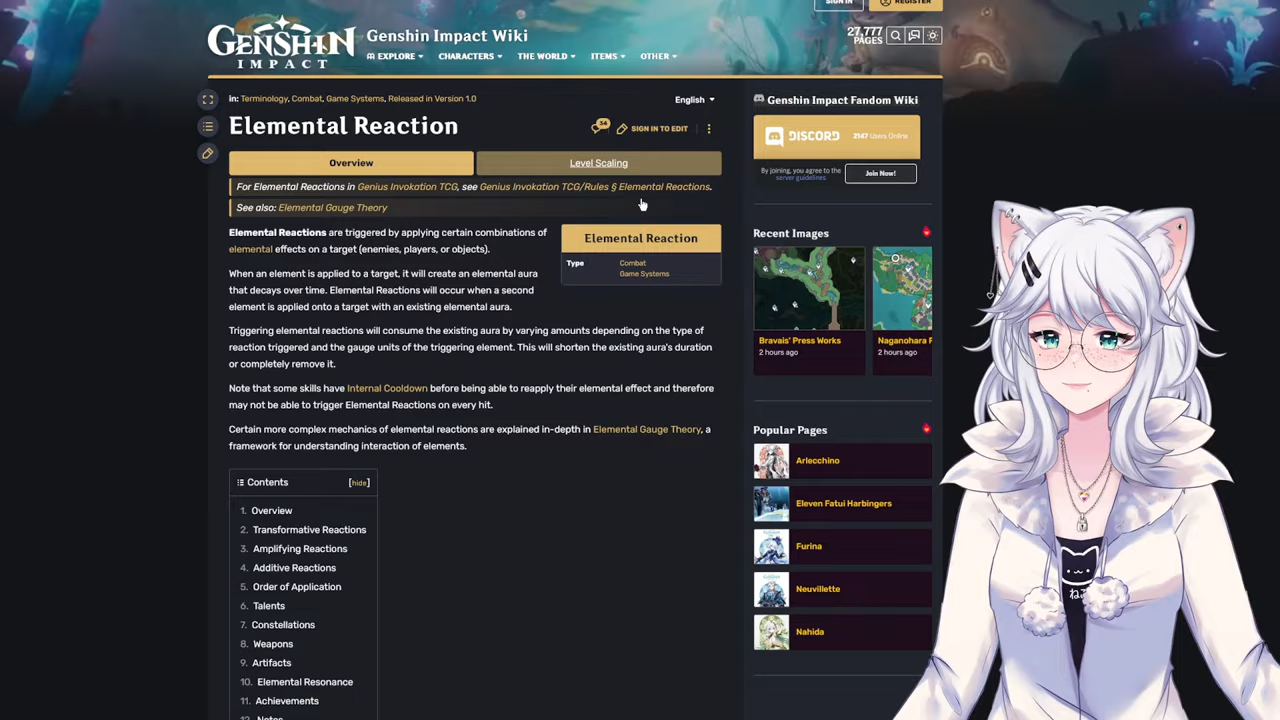 SIGN IN
REGISTER
GENSHIN
IMPACT
Genshin Impact Wiki
27,777
PAGES
EXPLORE
CHARACTERS
THE WORLD
ITEMS
OTHER
in: Terminology, Combat, Game Systems, Released in Version 1.0
English
Elemental Reaction
34
SIGN IN TO EDIT
Overview
Level Scaling
For Elemental Reactions in Genius Invokation TCG, see Genius Invokation TCG/Rules § Elemental Reactions.
See also: Elemental Gauge Theory
Elemental Reactions are triggered by applying certain combinations of
elemental effects on a target (enemies, players, or objects).
When an element is applied to a target, it will create an elemental aura
that decays over time. Elemental Reactions will occur when a second
element is applied onto a target with an existing elemental aura.
Elemental Reaction
Type
Combat
Game Systems
Triggering elemental reactions will consume the existing aura by varying amounts depending on the type of
reaction triggered and the gauge units of the triggering element. This will shorten the existing aura's duration
or completely remove it.
Note that some skills have Internal Cooldown before being able to reapply their elemental effect and therefore
may not be able to trigger Elemental Reactions on every hit.
Certain more complex mechanics of elemental reactions are explained in-depth in Elemental Gauge Theory, a
framework for understanding interaction of elements.
Contents [hide]
1. Overview
2. Transformative Reactions
3. Amplifying Reactions
4. Additive Reactions
5. Order of Application
6. Talents
7. Constellations
8. Weapons
9. Artifacts
10. Elemental Resonance
11. Achievements
12. Notes
Genshin Impact Fandom Wiki
DISCORD
2147 Users Online
By joining, you agree to the
server guidelines
Join Now!
Recent Images
Bravais' Press Works
2 hours ago
Naganohara F
2 hours ago
Popular Pages
Arlecchino
Eleven Fatui Harbingers
Furina
Neuvillette
Nahida
ねこ